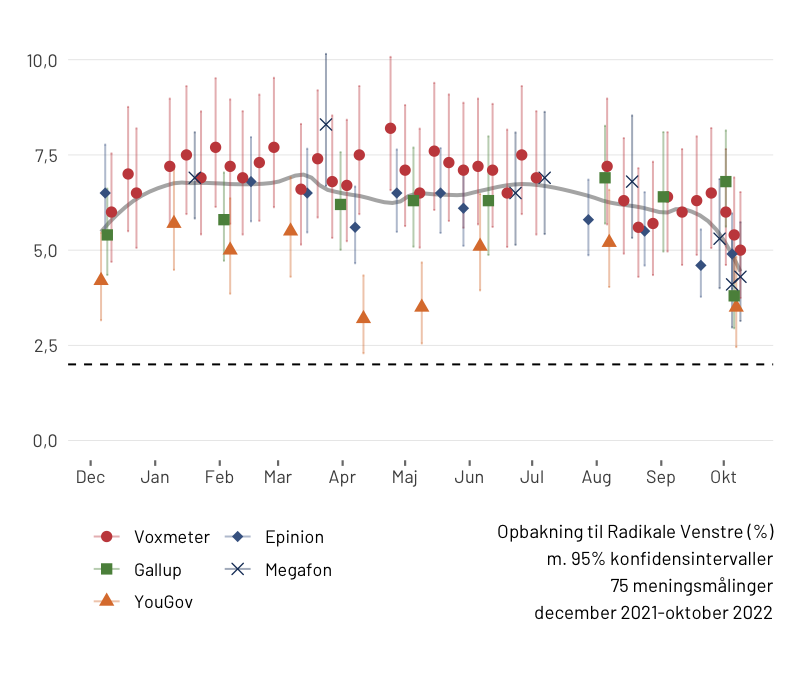 10,0
7,5
5,0
2,5
0,0
Dec Jan Feb Mar Apr Maj Jun Jul Aug Sep Okt
Voxmeter Epinion
Gallup Megafon
YouGov
Opbakning til Radikale Venstre (%)
m. 95% konfidensintervaller
75 meningsmålinger
december 2021-oktober 2022